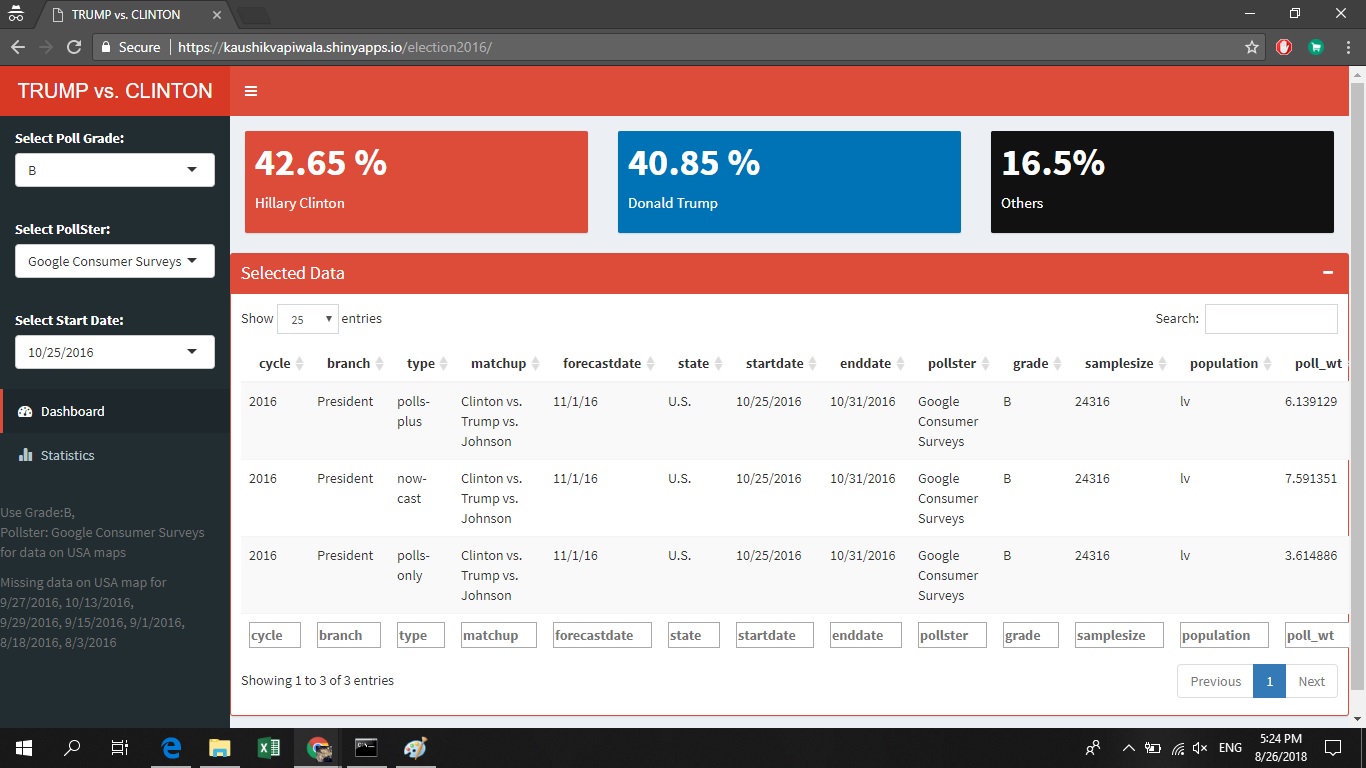 TRUMP vs. CLINTON
Secure https://kaushikvapiwala.shinyapps.io/election2016/
TRUMP vs. CLINTON
Select Poll Grade:
B
Select PollSter:
Google Consumer Surveys
Select Start Date:
10/25/2016
Dashboard
Statistics
Use Grade:B,
Pollster: Google Consumer Surveys
for data on USA maps
Missing data on USA map for
9/27/2016, 10/13/2016,
9/29/2016, 9/15/2016, 9/1/2016,
8/18/2016, 8/3/2016
42.65 %
Hillary Clinton
40.85 %
Donald Trump
16.5%
Others
Selected Data
Show 25 entries Search:
cycle branch type matchup forecastdate state startdate enddate pollster grade samplesize population poll_wt
2016 President polls- Clinton vs. 11/1/16 U.S. 10/25/2016 10/31/2016 Google B 24316 lv 6.139129
plus Trump vs. Consumer
Johnson Surveys
2016 President now- Clinton vs. 11/1/16 U.S. 10/25/2016 10/31/2016 Google B 24316 lv 7.591351
cast Trump vs. Consumer
Johnson Surveys
2016 President polls- Clinton vs. 11/1/16 U.S. 10/25/2016 10/31/2016 Google B 24316 lv 3.614886
only Trump vs. Consumer
Johnson Surveys
cycle branch type matchup forecastdate state startdate enddate pollster grade samplesize population poll_wt
Showing 1 to 3 of 3 entries Previous 1 Next
ENG 5:24 PM
8/26/2018